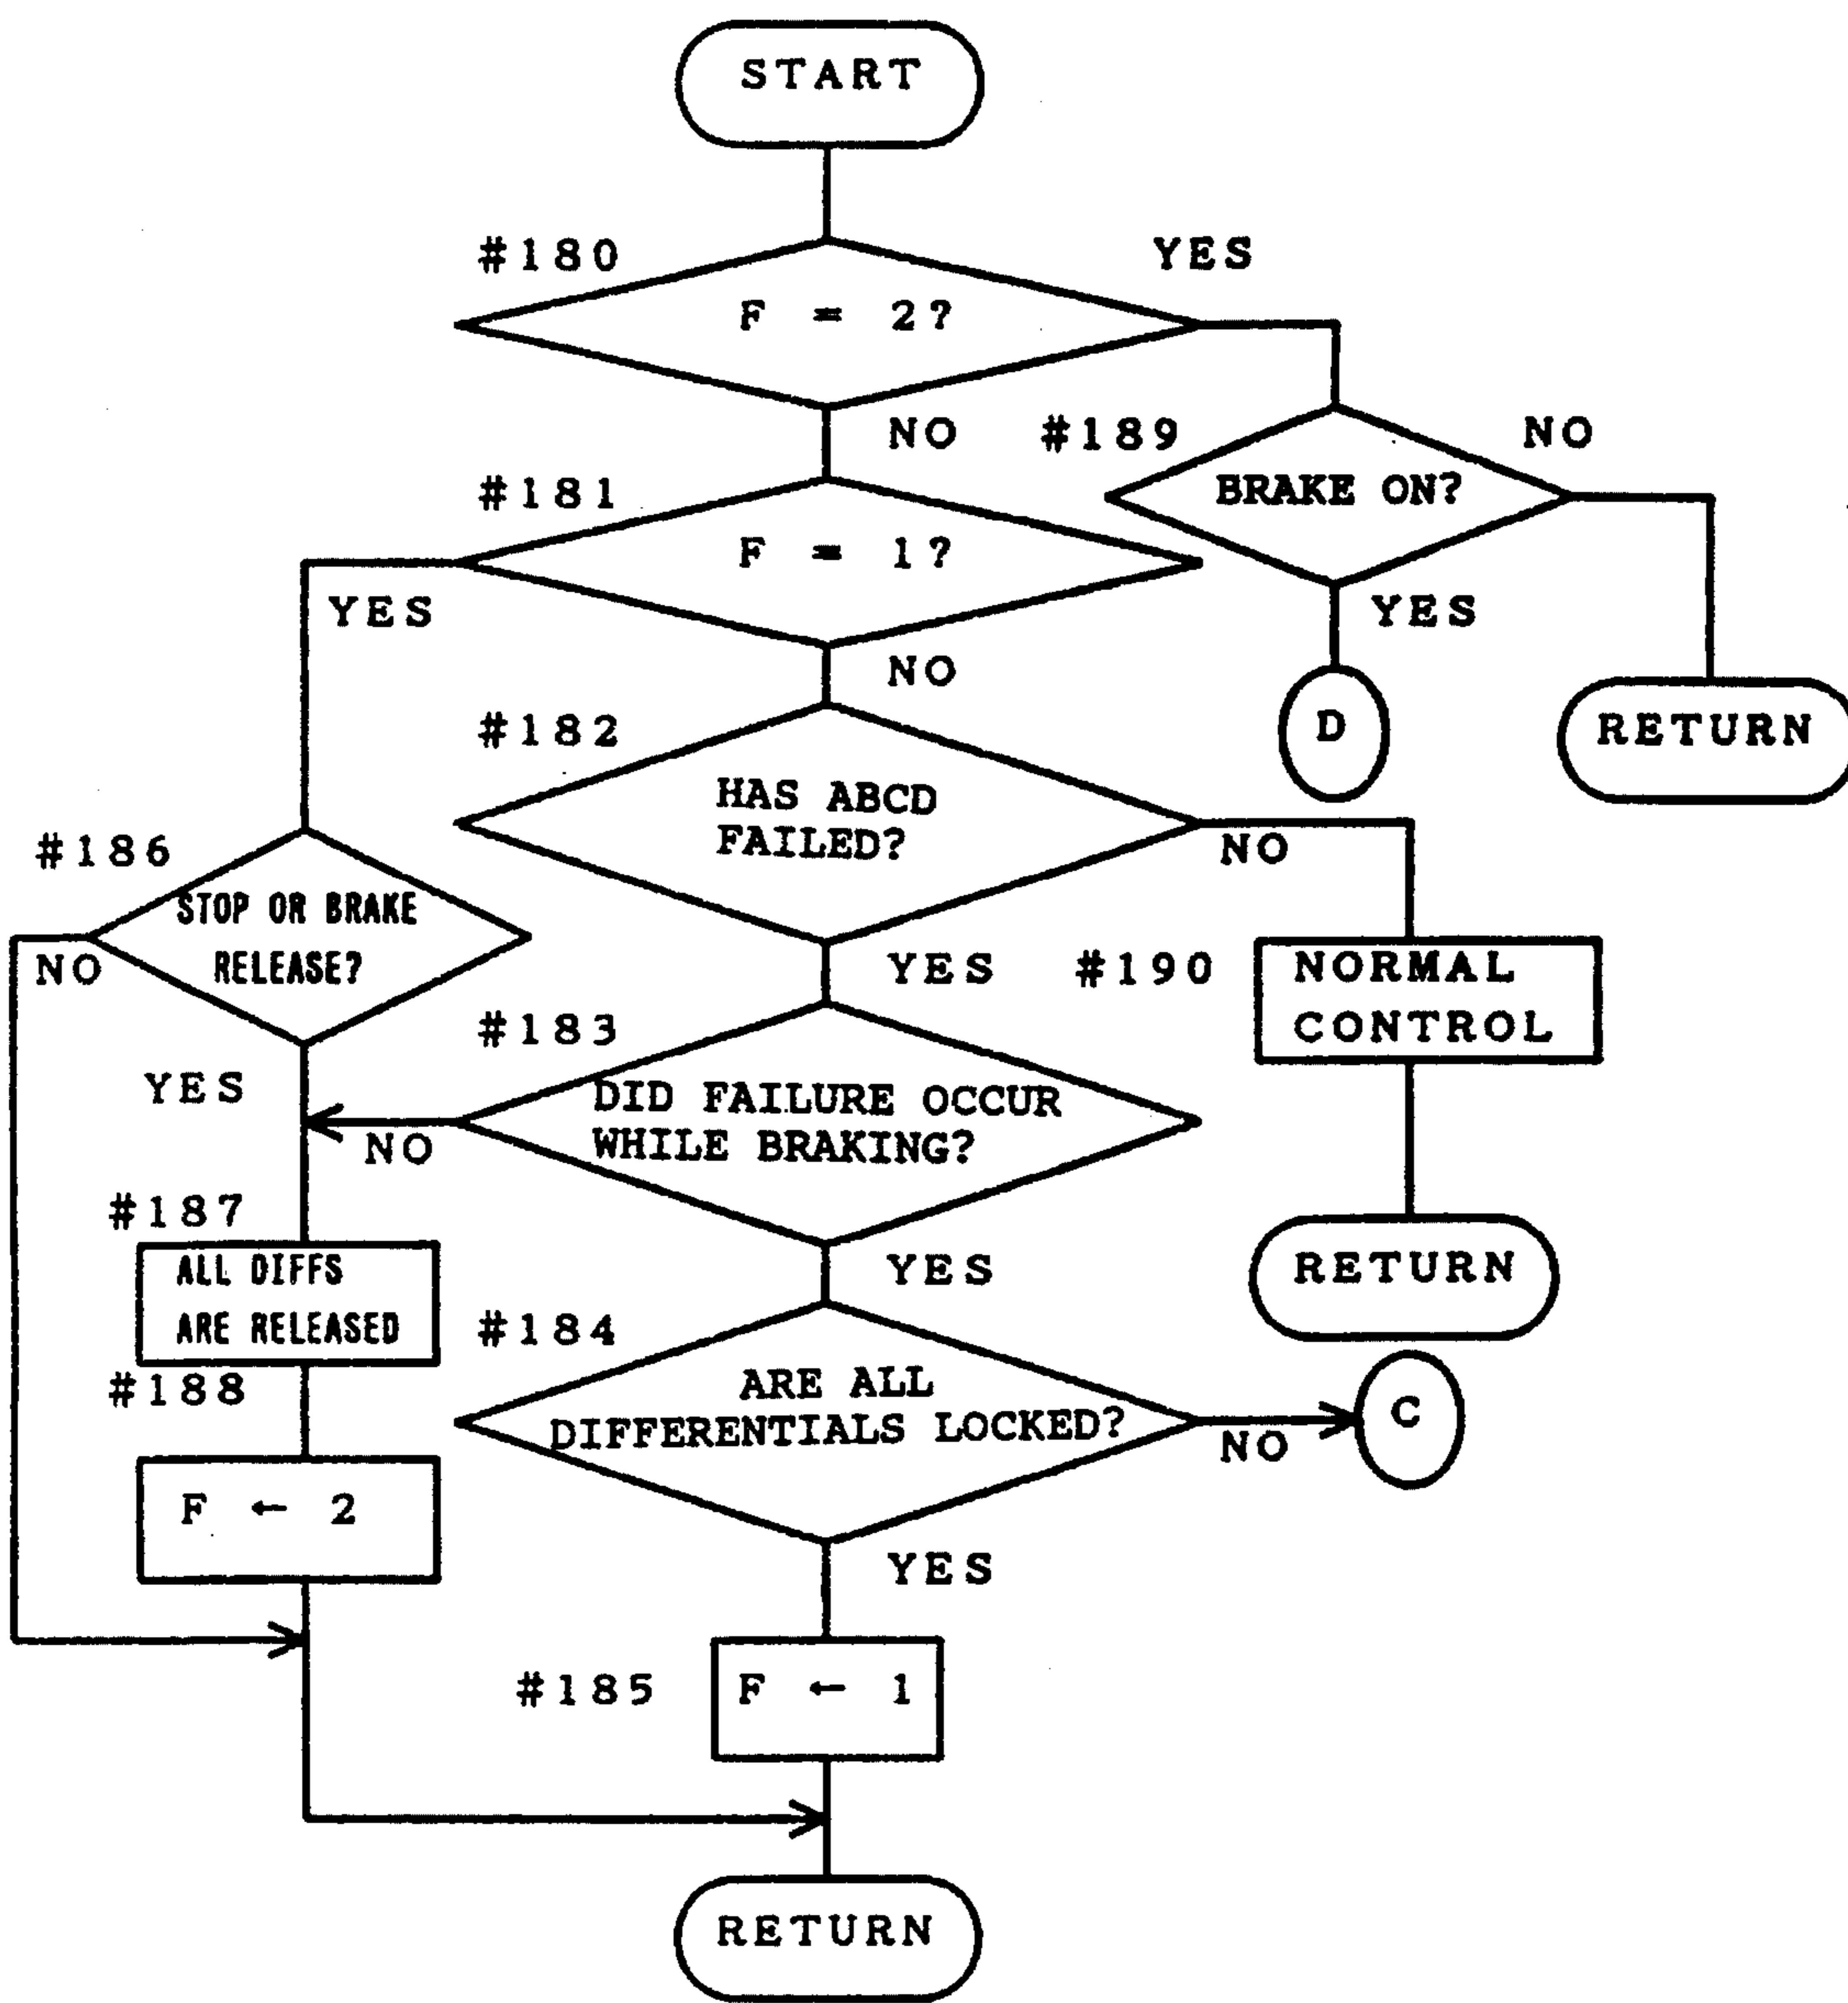 START
#180
YES
F = 2?
NO
#189
NO
#181
BRAKE ON?
F = 1?
YES
YES
NO
#182
D
RETURN
HAS ABCD
FAILED?
NO
#186
STOP OR BRAKE
RELEASE?
NO
YES
#190
NORMAL
CONTROL
#183
YES
DID FAILURE OCCUR
WHILE BRAKING?
NO
#187
ALL DIFFS
ARE RELEASED
YES
RETURN
#184
#188
ARE ALL
DIFFERENTIALS LOCKED?
NO
C
F ← 2
YES
#185
F ← 1
RETURN